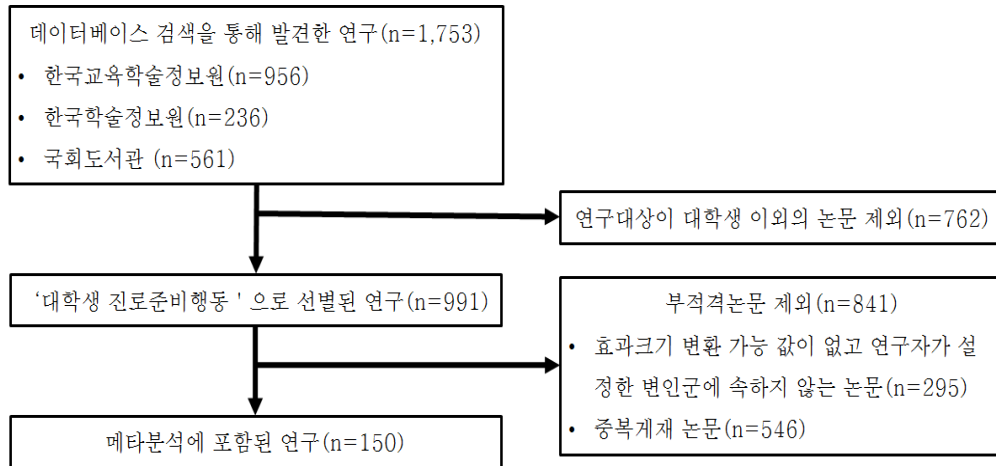 데이터베이스 검색을 통해 발견한 연구(n=1,753)
• 한국교육학술정보원(n=956)
• 한국학술정보원(n=236)
• 국회도서관 (n=561)
연구대상이 대학생 이외의 논문 제외(n=762)
‘대학생 진로준비행동 ' 으로 선별된 연구(n=991)
부적격논문 제외(n=841)
• 효과크기 변환 가능 값이 없고 연구자가 설
정한 변인군에 속하지 않는 논문(n=295)
• 중복게재 논문(n=546)
메타분석에 포함된 연구(n=150)